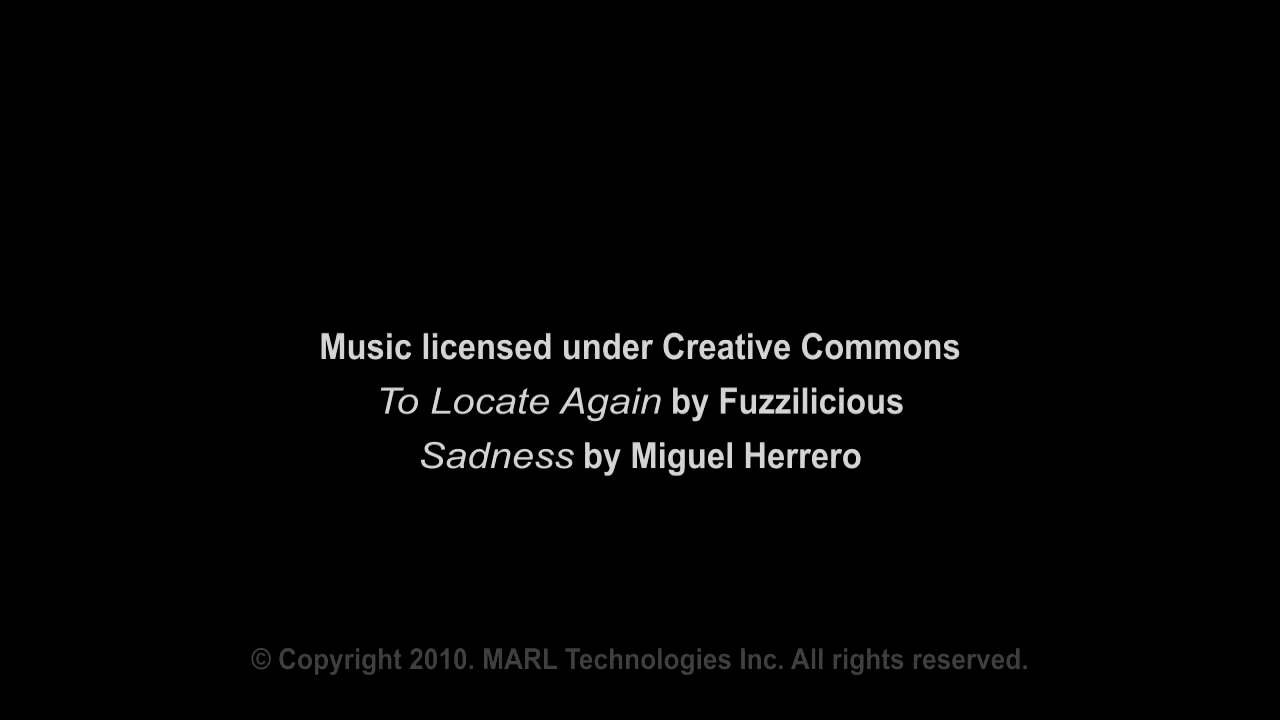 Music licensed under Creative Commons
To Locate Again by Fuzzilicious
Sadness by Miguel Herrero
© Copyright 2010. MARL Technologies Inc. All rights reserved.